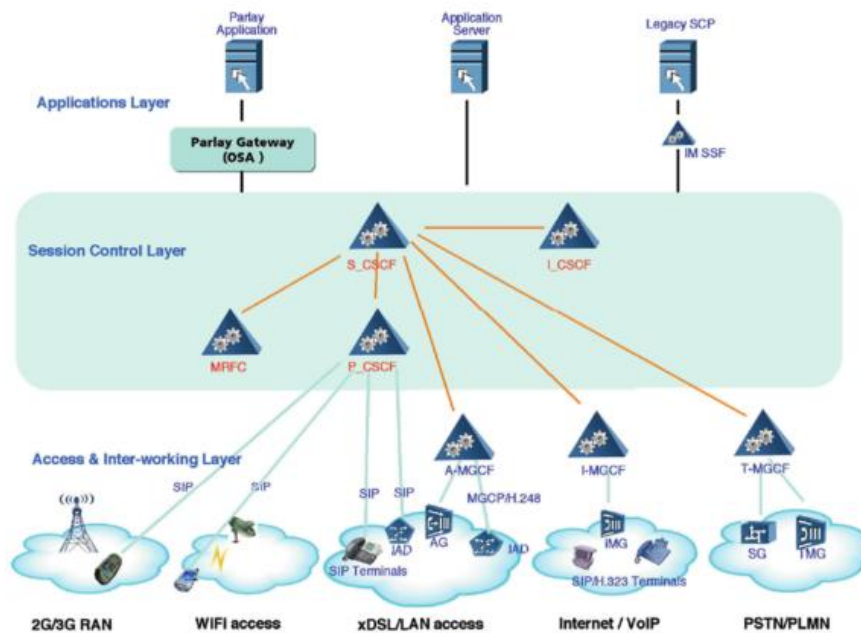 Parlay
Application
Application
Server
Legacy SCP
Applications Layer
Parlay Gateway
(OSA )
IM SSF
Session Control Layer
S_CSCF
I_CSCF
MRFC
P_CSCF
Access & Inter-working Layer
A-MGCF
I-MGCF
T-MGCF
SIP
SIP
SIP
SIP
MGCP/H.248
IAD
AG
IAD
SIP Terminals
IMG
SIP/H.323 Terminals
SG
TMG
2G/3G RAN
WiFi access
xDSL/LAN access
Internet / VoIP
PSTN/PLMN